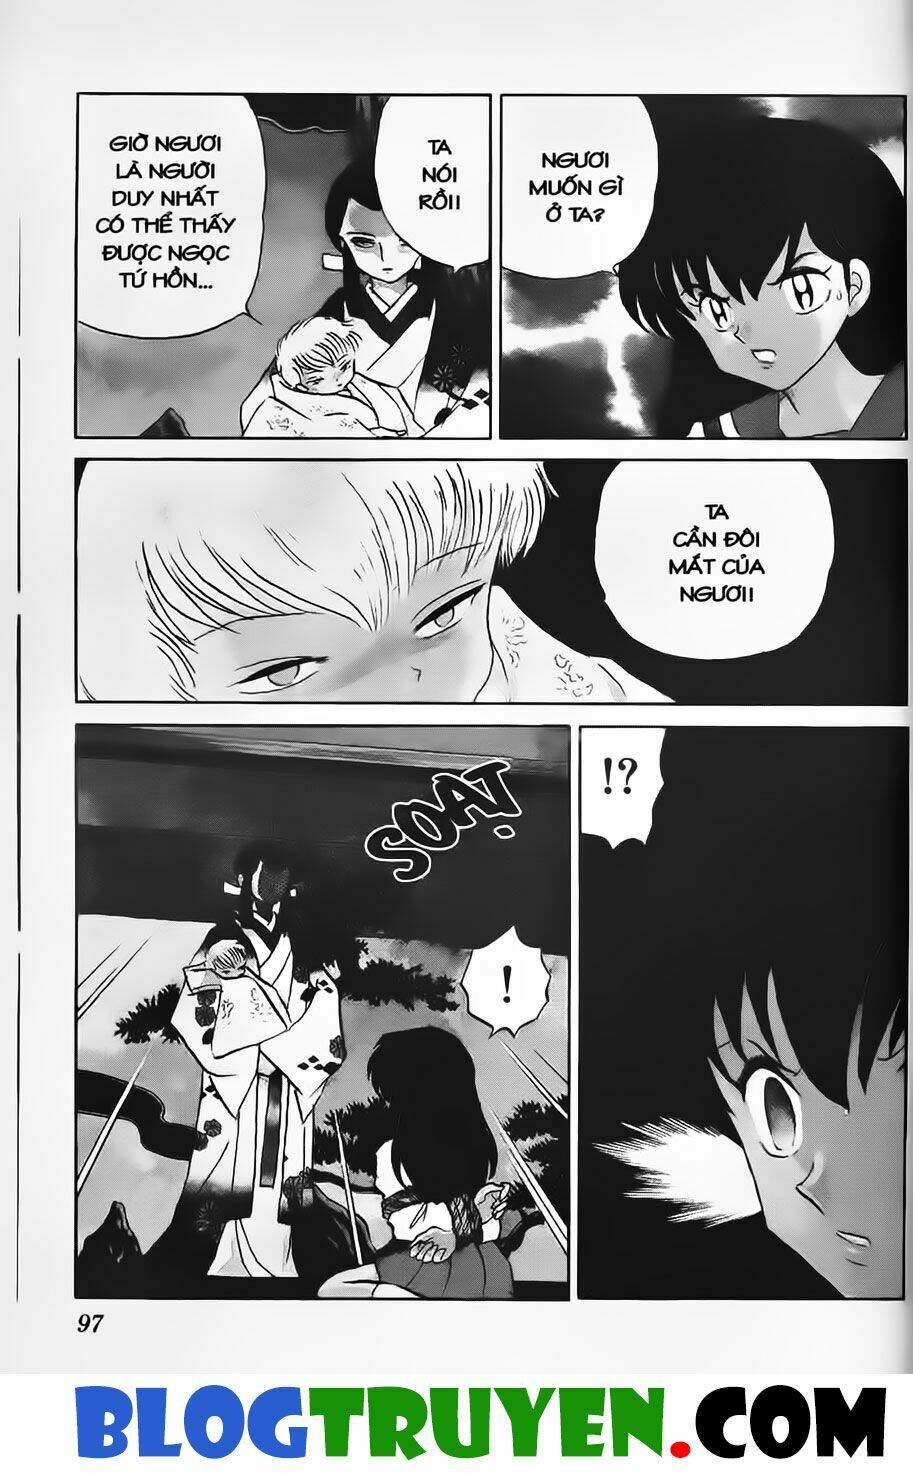 NGƯƠI
MUỐN GÌ
Ở TA?
TA
NÓI
RỒI!!
GIỜ NGƯƠI
LÀ NGƯỜI
DUY NHẤT
CÓ THỂ THẤY
ĐƯỢC NGỌC
TỨ HỒN...
TA
CẦN ĐÔI
MẮT CỦA
NGƯƠI!!
!?
SOẠT
!
97
BLOGTRUYEN.COM